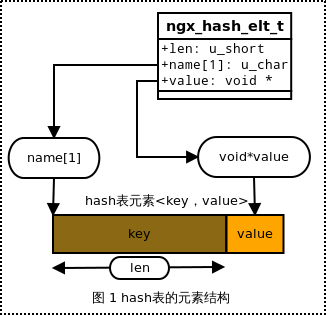 ngx_hash_elt_t
+len: u_short
+name[1]: u_char
+value: void *
name[1]
void*value
hash表元素<key，value>
key
value
len
图 1 hash表的元素结构